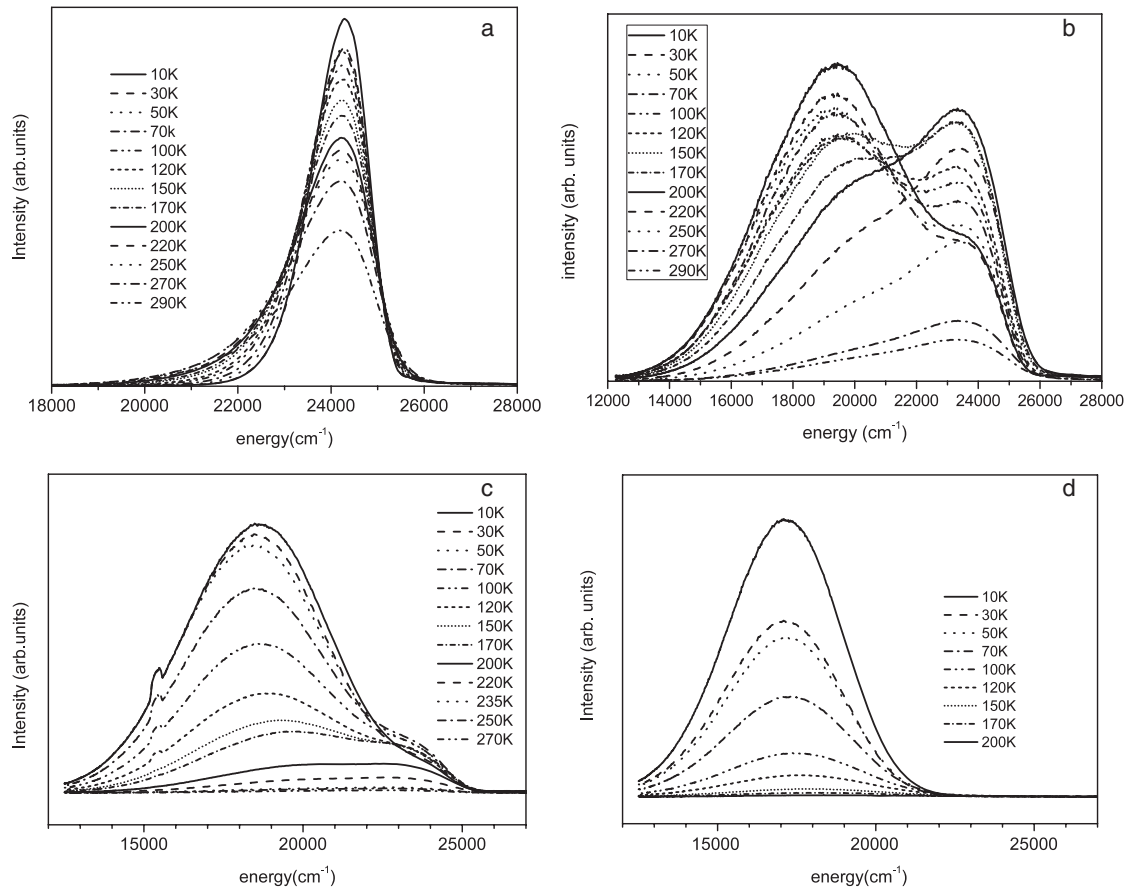 a
Intensity (arb.units)
10K
30K
50K
70k
100K
120K
150K
170K
200K
220K
250K
270K
290K
18000 20000 22000 24000 26000 28000
energy(cm-1)
b
intensity (arb. units)
10K
30K
50K
70K
100K
120K
150K
170K
200K
220K
250K
270K
290K
12000 14000 16000 18000 20000 22000 24000 26000 28000
energy (cm-1)
c
Intensity (arb.units)
10K
30K
50K
70K
100K
120K
150K
170K
200K
220K
235K
250K
270K
15000 20000 25000
energy(cm-1)
d
Intensity (arb. units)
10K
30K
50K
70K
100K
120K
150K
170K
200K
15000 20000 25000
energy(cm-1)